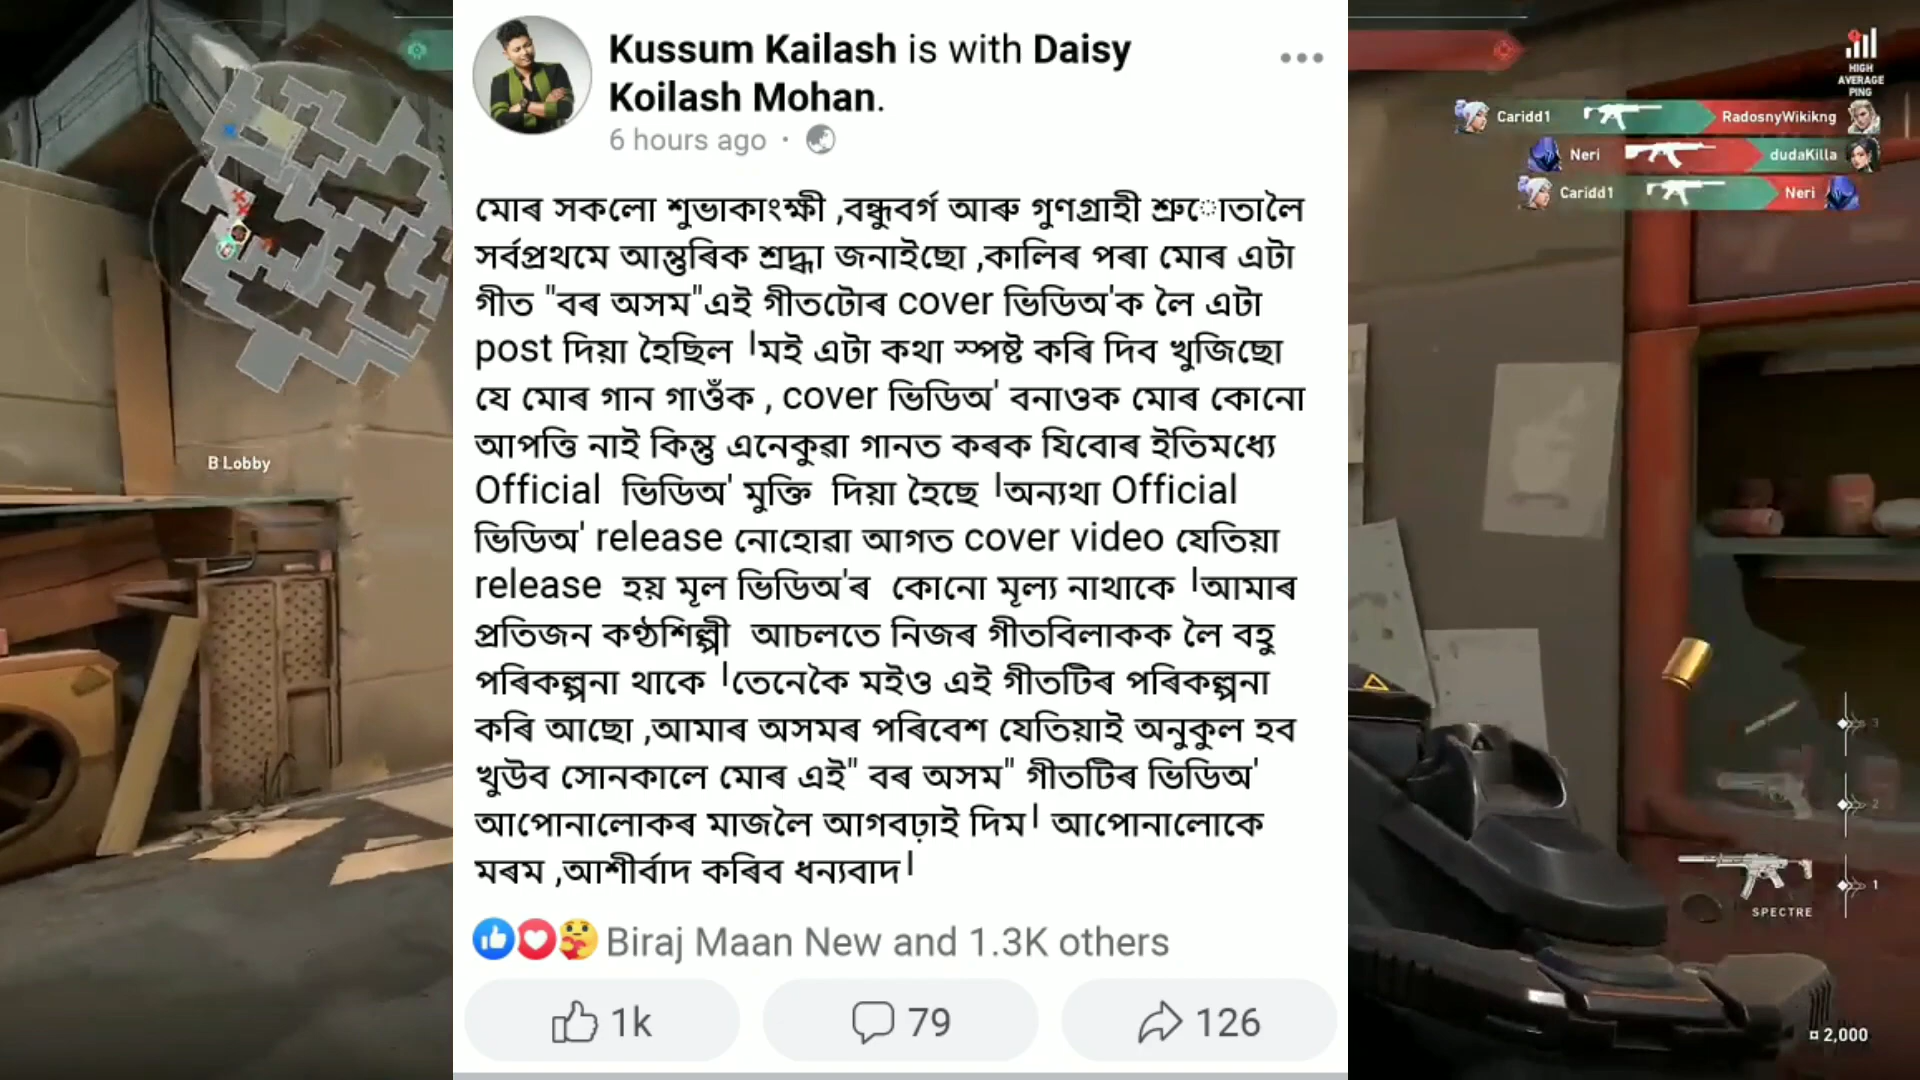 Kussum Kailash is with Daisy
Koilash Mohan.
6 hours ago ·
মোৰ সকলো শুভাকাংক্ষী ,বন্ধুবৰ্গ আৰু গুণগ্ৰাহী শ্ৰুোতালৈ
সৰ্বপ্ৰথমে আন্তুৰিক শ্ৰদ্ধা জনাইছো ,কালিৰ পৰা মোৰ এটা
গীত "বৰ অসম"এই গীতটোৰ cover ভিডিঅ'ক লৈ এটা
post দিয়া হৈছিল ।মই এটা কথা স্পষ্ট কৰি দিব খুজিছো
যে মোৰ গান গাওঁক , cover ভিডিঅ' বনাওক মোৰ কোনো
আপত্তি নাই কিন্তু এনেকুৱা গানত কৰক যিবোৰ ইতিমধ্যে
Official ভিডিঅ' মুক্তি দিয়া হৈছে ।অন্যথা Official
ভিডিঅ' release নোহোৱা আগত cover video যেতিয়া
release হয় মূল ভিডিঅ'ৰ কোনো মূল্য নাথাকে ।আমাৰ
প্ৰতিজন কণ্ঠশিল্পী আচলতে নিজৰ গীতবিলাকক লৈ বহু
পৰিকল্পনা থাকে ।তেনেকৈ মইও এই গীতটিৰ পৰিকল্পনা
কৰি আছো ,আমাৰ অসমৰ পৰিবেশ যেতিয়াই অনুকুল হব
খুউব সোনকালে মোৰ এই" বৰ অসম" গীতটিৰ ভিডিঅ'
আপোনালোকৰ মাজলৈ আগবঢ়াই দিম। আপোনালোকে
মৰম ,আশীৰ্বাদ কৰিব ধন্যবাদ।
Biraj Maan New and 1.3K others
1k 79 126
B Lobby
HIGH
AVERAGE
PING
Caridd1 RadosnyWikikng
Neri dudaKilla
Caridd1 Neri
3
2
1
SPECTRE
2,000